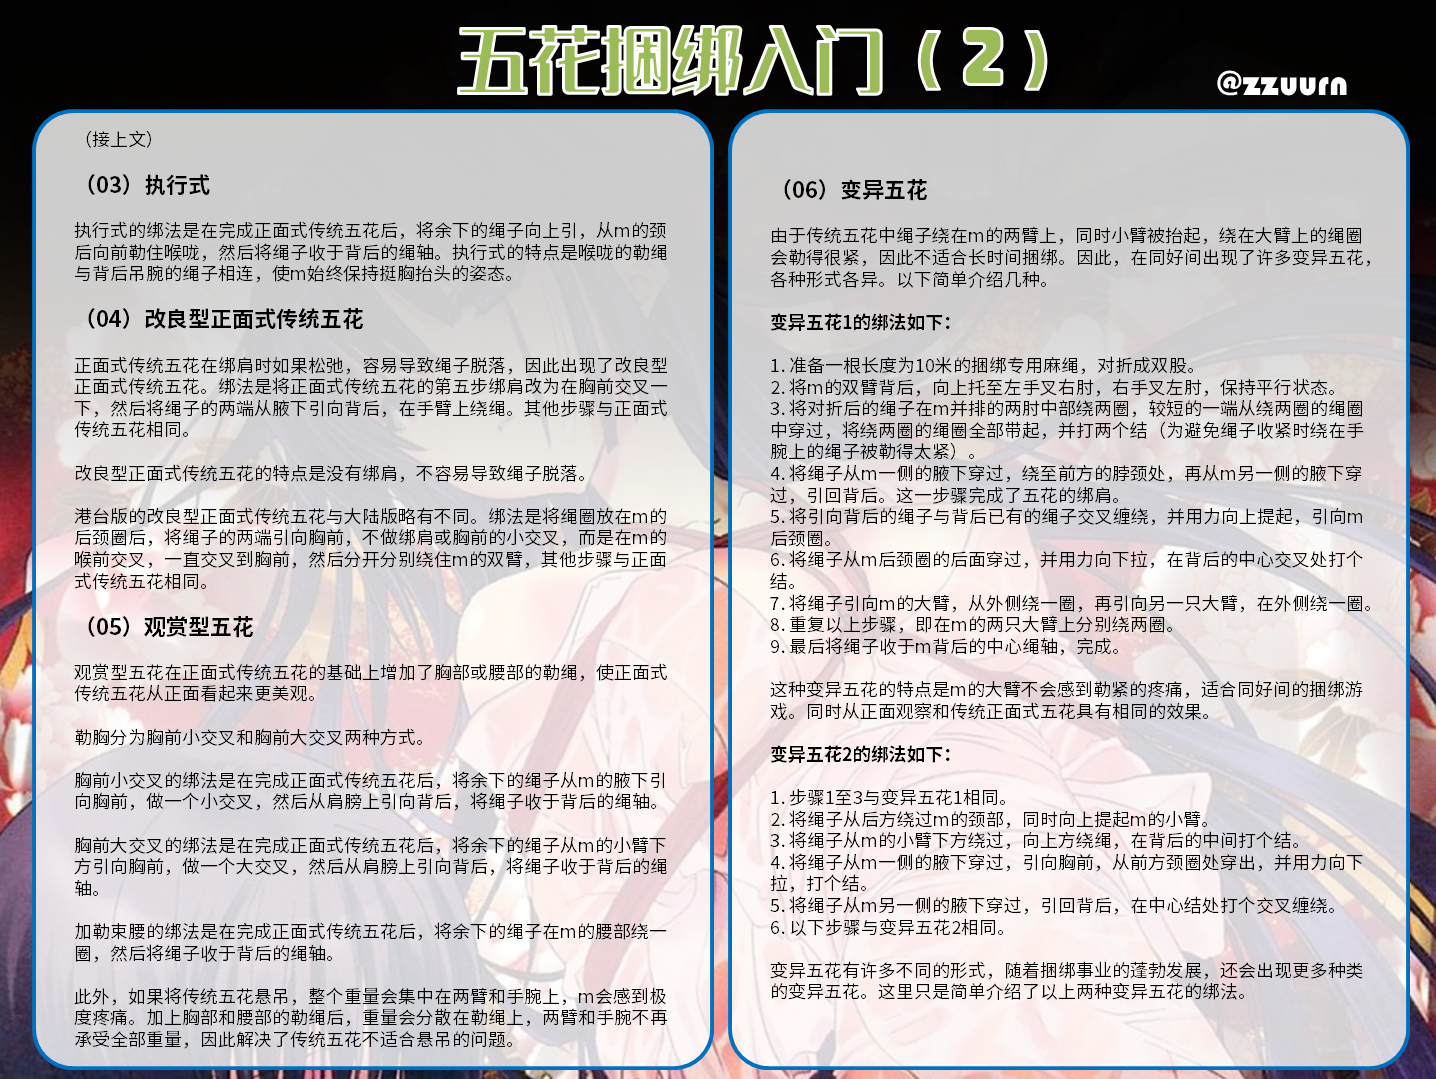 五花捆绑入门（2）
@zzuurn
（接上文）
（03）执行式
执行式的绑法是在完成正面式传统五花后，将余下的绳子向上引，从m的颈
后向前勒住喉咙，然后将绳子收于背后的绳轴。执行式的特点是喉咙的勒绳
与背后吊腕的绳子相连，使m始终保持挺胸抬头的姿态。
（04）改良型正面式传统五花
正面式传统五花在绑肩时如果松弛，容易导致绳子脱落，因此出现了改良型
正面式传统五花。绑法是将正面式传统五花的第五步绑肩改为在胸前交叉一
下，然后将绳子的两端从腋下引向背后，在手臂上绕绳。其他步骤与正面式
传统五花相同。
改良型正面式传统五花的特点是没有绑肩，不容易导致绳子脱落。
港台版的改良型正面式传统五花与大陆版略有不同。绑法是将绳圈放在m的
后颈圈后，将绳子的两端引向胸前，不做绑肩或胸前的小交叉，而是在m的
喉前交叉，一直交叉到胸前，然后分开分别绕住m的双臂，其他步骤与正面
式传统五花相同。
（05）观赏型五花
观赏型五花在正面式传统五花的基础上增加了胸部或腰部的勒绳，使正面式
传统五花从正面看起来更美观。
勒胸分为胸前小交叉和胸前大交叉两种方式。
胸前小交叉的绑法是在完成正面式传统五花后，将余下的绳子从m的腋下引
向胸前，做一个小交叉，然后从肩膀上引向背后，将绳子收于背后的绳轴。
胸前大交叉的绑法是在完成正面式传统五花后，将余下的绳子从m的小臂下
方引向胸前，做一个大交叉，然后从肩膀上引向背后，将绳子收于背后的绳
轴。
加勒束腰的绑法是在完成正面式传统五花后，将余下的绳子在m的腰部绕一
圈，然后将绳子收于背后的绳轴。
此外，如果将传统五花悬吊，整个重量会集中在两臂和手腕上，m会感到极
度疼痛。加上胸部和腰部的勒绳后，重量会分散在勒绳上，两臂和手腕不再
承受全部重量，因此解决了传统五花不适合悬吊的问题。
（06）变异五花
由于传统五花中绳子绕在m的两臂上，同时小臂被抬起，绕在大臂上的绳圈
会勒得很紧，因此不适合长时间捆绑。因此，在同好间出现了许多变异五花，
各种形式各异。以下简单介绍几种。
变异五花1的绑法如下：
1. 准备一根长度为10米的捆绑专用麻绳，对折成双股。
2. 将m的双臂背后，向上托至左手叉右肘，右手叉左肘，保持平行状态。
3. 将对折后的绳子在m并排的两肘中部绕两圈，较短的一端从绕两圈的绳圈
中穿过，将绕两圈的绳圈全部带起，并打两个结（为避免绳子收紧时绕在手
腕上的绳子被勒得太紧）。
4. 将绳子从m一侧的腋下穿过，绕至前方的脖颈处，再从m另一侧的腋下穿
过，引回背后。这一步骤完成了五花的绑肩。
5. 将引向背后的绳子与背后已有的绳子交叉缠绕，并用力向上提起，引向m
后颈圈。
6. 将绳子从m后颈圈的后面穿过，并用力向下拉，在背后的中心交叉处打个
结。
7. 将绳子引向m的大臂，从外侧绕一圈，再引向另一只大臂，在外侧绕一圈。
8. 重复以上步骤，即在m的两只大臂上分别绕两圈。
9. 最后将绳子收于m背后的中心绳轴，完成。
这种变异五花的特点是m的大臂不会感到勒紧的疼痛，适合同好间的捆绑游
戏。同时从正面观察和传统正面式五花具有相同的效果。
变异五花2的绑法如下：
1. 步骤1至3与变异五花1相同。
2. 将绳子从后方绕过m的颈部，同时向上提起m的小臂。
3. 将绳子从m的小臂下方绕过，向上方绕绳，在背后的中间打个结。
4. 将绳子从m一侧的腋下穿过，引向胸前，从前方颈圈处穿出，并用力向下
拉，打个结。
5. 将绳子从m另一侧的腋下穿过，引回背后，在中心结处打个交叉缠绕。
6. 以下步骤与变异五花2相同。
变异五花有许多不同的形式，随着捆绑事业的蓬勃发展，还会出现更多种类
的变异五花。这里只是简单介绍了以上两种变异五花的绑法。